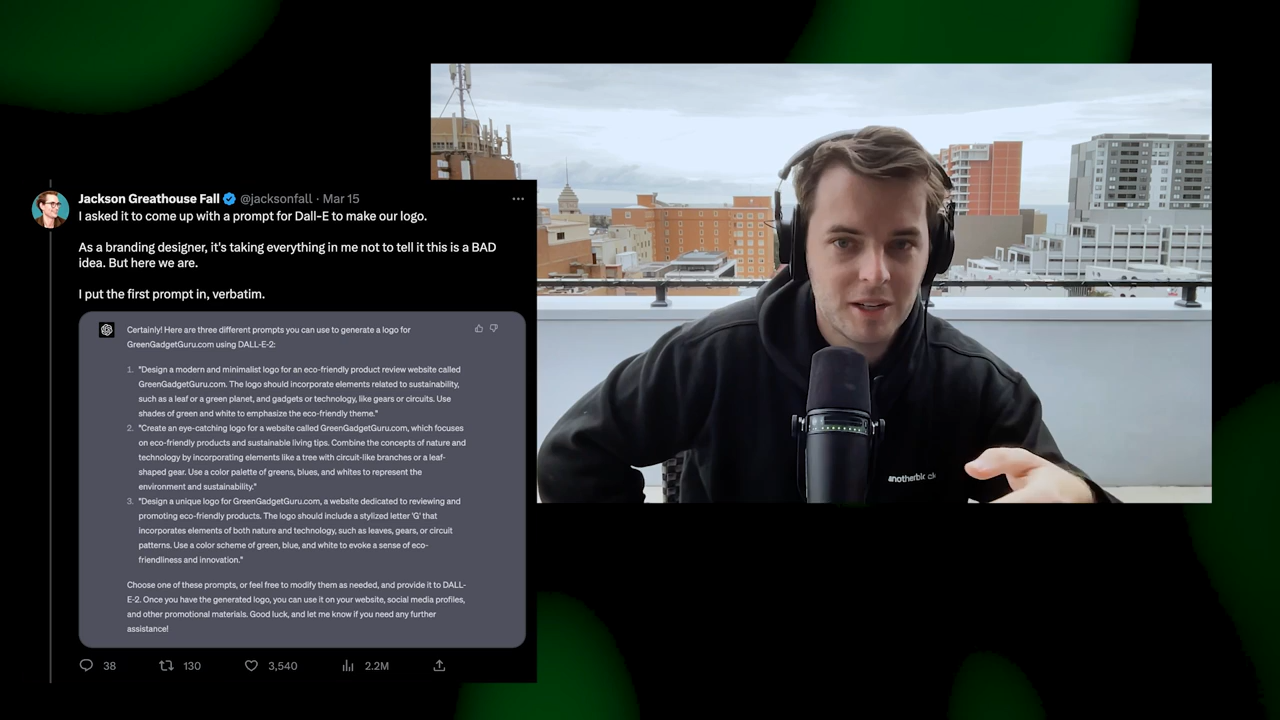 Jackson Greathouse Fall @jacksonfall · Mar 15
I asked it to come up with a prompt for Dall-E to make our logo.
As a branding designer, it's taking everything in me not to tell it this is a BAD
idea. But here we are.
I put the first prompt in, verbatim.
Certainly! Here are three different prompts you can use to generate a logo for
GreenGadgetGuru.com using DALL-E-2:
1. "Design a modern and minimalist logo for an eco-friendly product review website called
GreenGadgetGuru.com. The logo should incorporate elements related to sustainability,
such as a leaf or a green planet, and gadgets or technology, like gears or circuits. Use
shades of green and white to emphasize the eco-friendly theme."
2. "Create an eye-catching logo for a website called GreenGadgetGuru.com, which focuses
on eco-friendly products and sustainable living tips. Combine the concepts of nature and
technology by incorporating elements like a tree with circuit-like branches or a leaf-
shaped gear. Use a color palette of greens, blues, and whites to represent the
environment and sustainability."
3. "Design a unique logo for GreenGadgetGuru.com, a website dedicated to reviewing and
promoting eco-friendly products. The logo should include a stylized letter 'G' that
incorporates elements of both nature and technology, such as leaves, gears, or circuit
patterns. Use a color scheme of green, blue, and white to evoke a sense of eco-
friendliness and innovation."
Choose one of these prompts, or feel free to modify them as needed, and provide it to DALL-
E-2. Once you have the generated logo, you can use it on your website, social media profiles,
and other promotional materials. Good luck, and let me know if you need any further
assistance!
38 130 3,540 2.2M